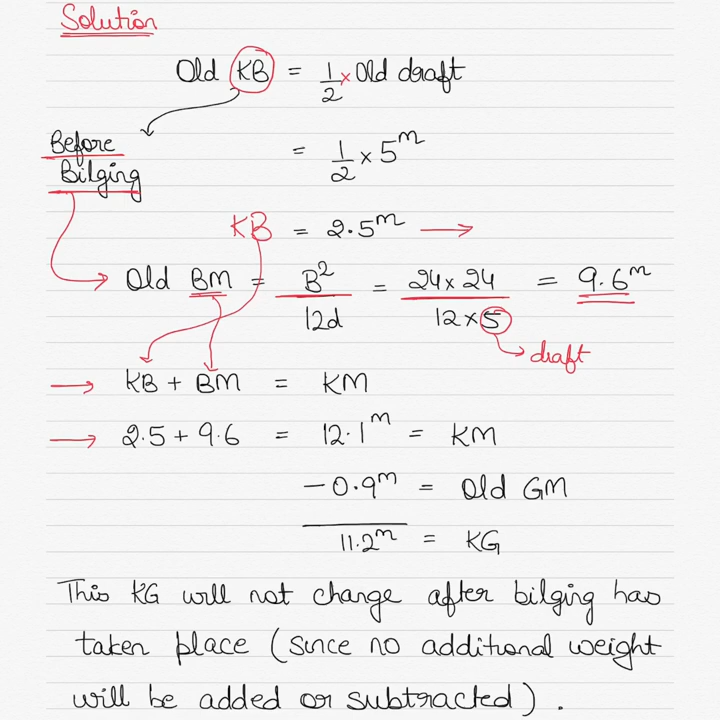 Solution
Old KB = 1/2 × Old draft
Before
Bilging
= 1/2 × 5m
KB = 2.5m →
→ Old BM = B²/12d = 24×24/12×5 = 9.6m
draft
→ KB + BM = KM
→ 2.5 + 9.6 = 12.1m = KM
-0.9m = Old GM
11.2m = KG
This KG will not change after bilging has
taken place (since no additional weight
will be added or subtracted).